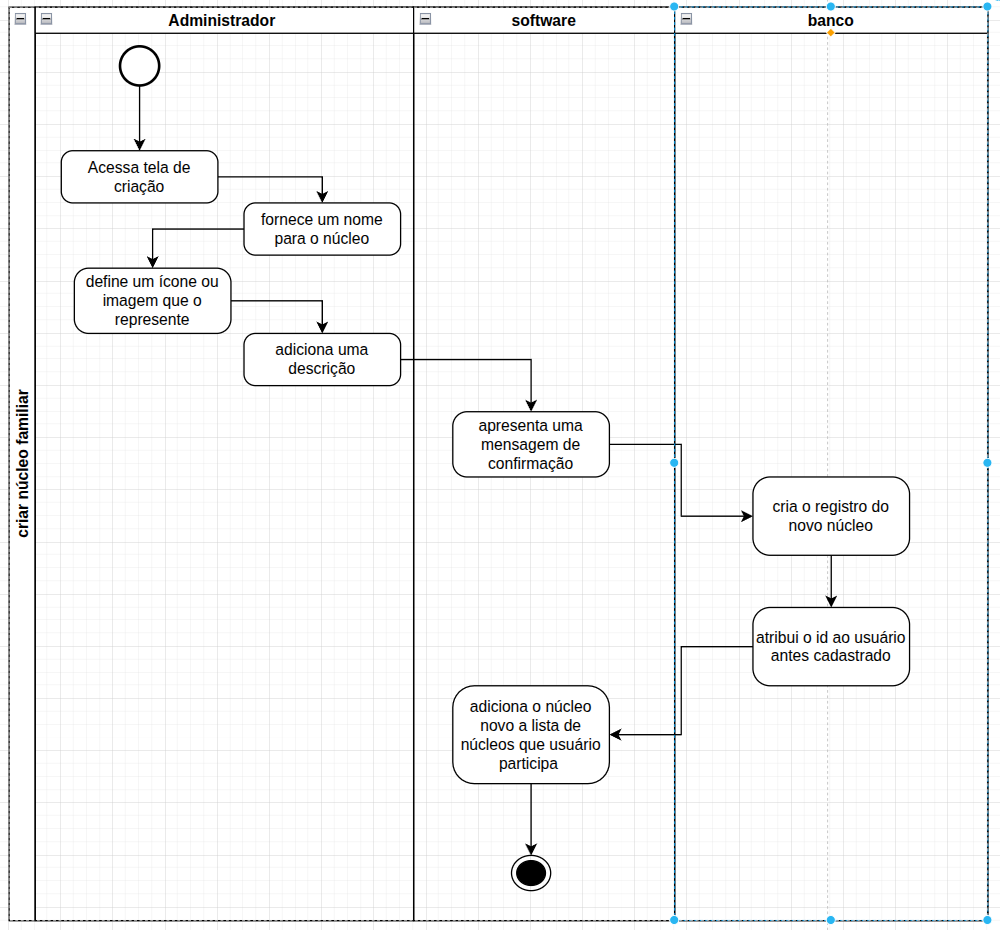 Administrador
software
banco
criar núcleo familiar
Acessa tela de
criação
fornece um nome
para o núcleo
define um ícone ou
imagem que o
represente
adiciona uma
descrição
apresenta uma
mensagem de
confirmação
cria o registro do
novo núcleo
atribui o id ao usuário
antes cadastrado
adiciona o núcleo
novo a lista de
núcleos que usuário
participa